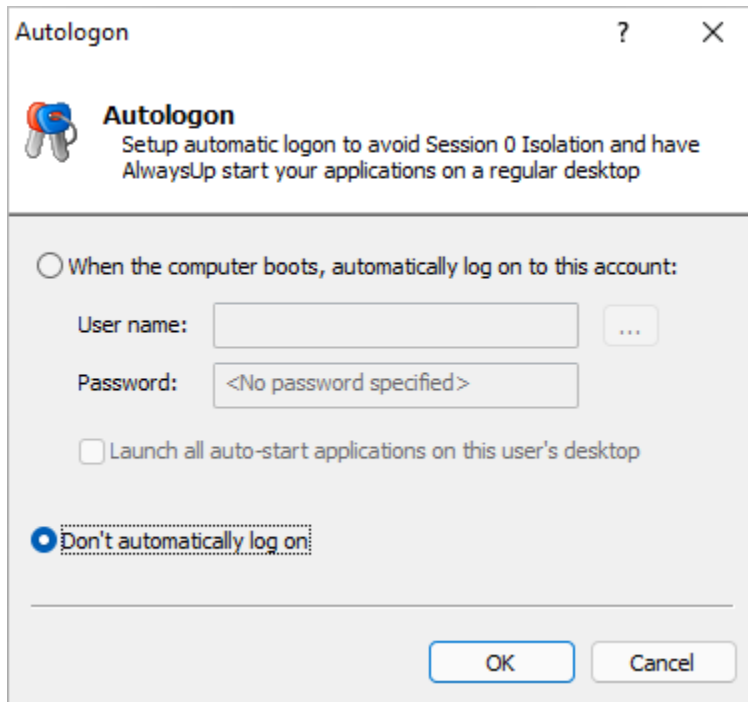 Autologon
?
Autologon
Setup automatic logon to avoid Session 0 Isolation and have
AlwaysUp start your applications on a regular desktop
When the computer boots, automatically log on to this account:
User name:
...
Password:
<No password specified>
Launch all auto-start applications on this user's desktop
Don't automatically log on
OK
Cancel